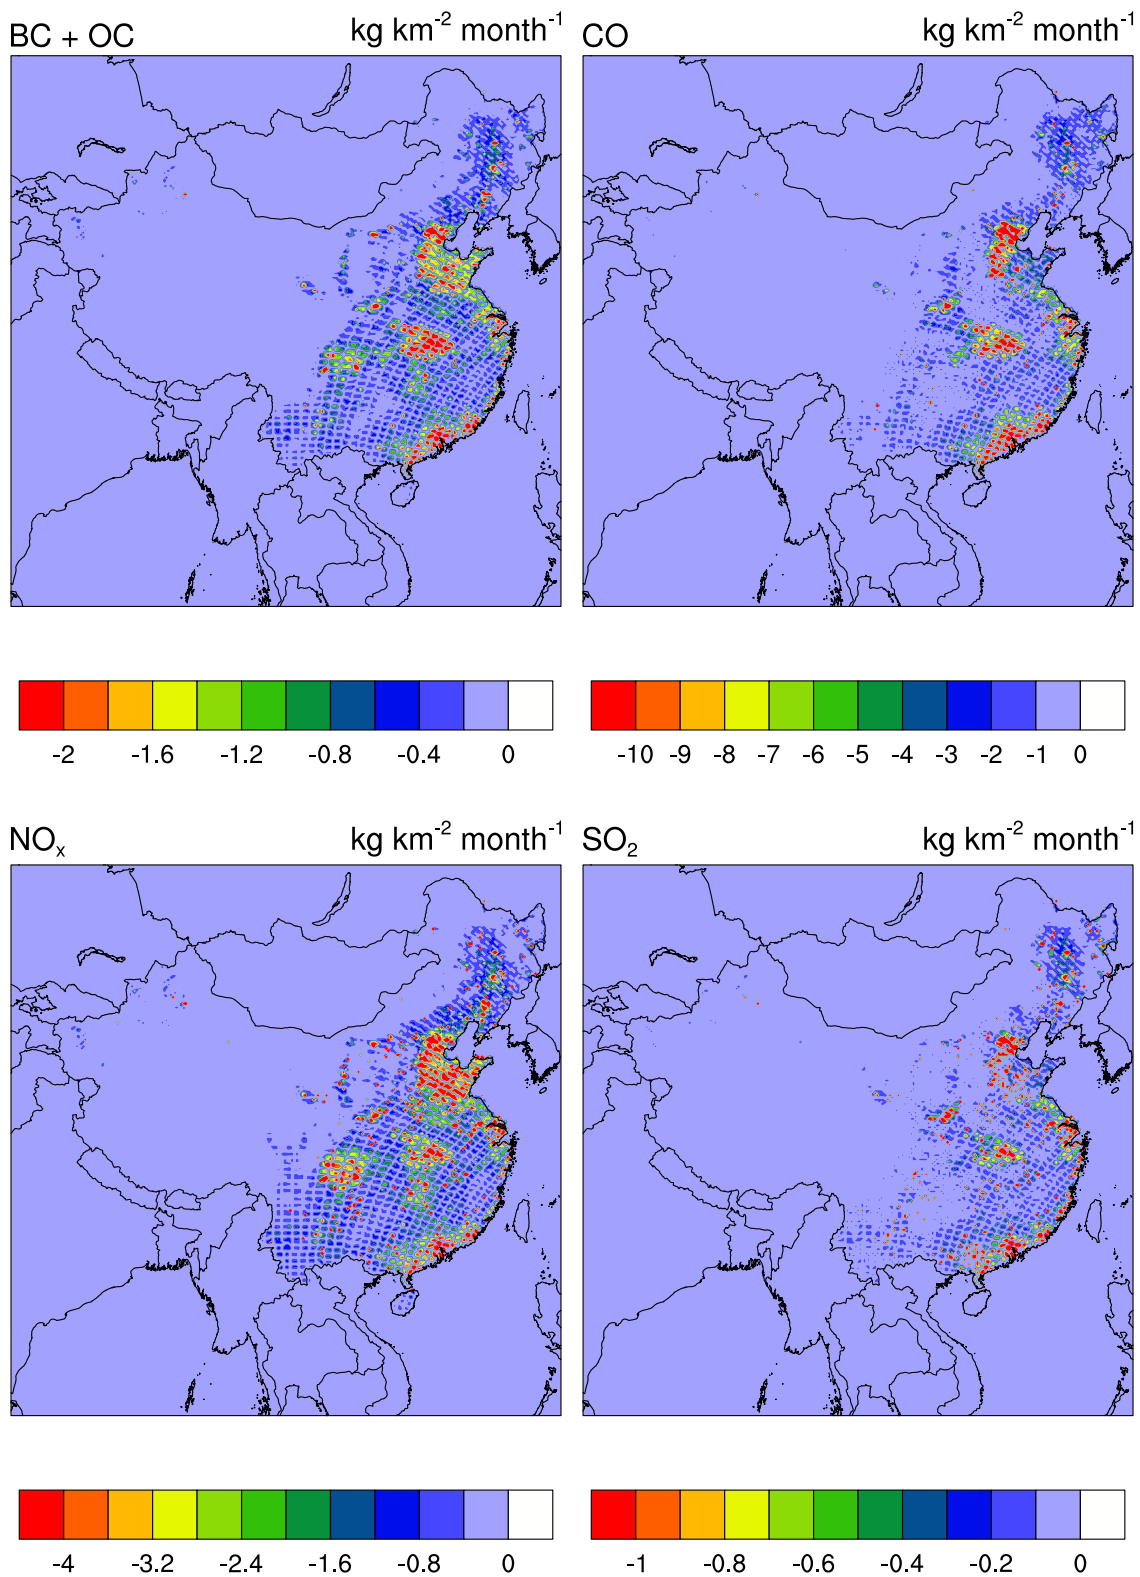 BC + OC kg km⁻² month⁻¹
CO kg km⁻² month⁻¹
-2 -1.6 -1.2 -0.8 -0.4 0
-10 -9 -8 -7 -6 -5 -4 -3 -2 -1 0
NOₓ kg km⁻² month⁻¹
SO₂ kg km⁻² month⁻¹
-4 -3.2 -2.4 -1.6 -0.8 0
-1 -0.8 -0.6 -0.4 -0.2 0